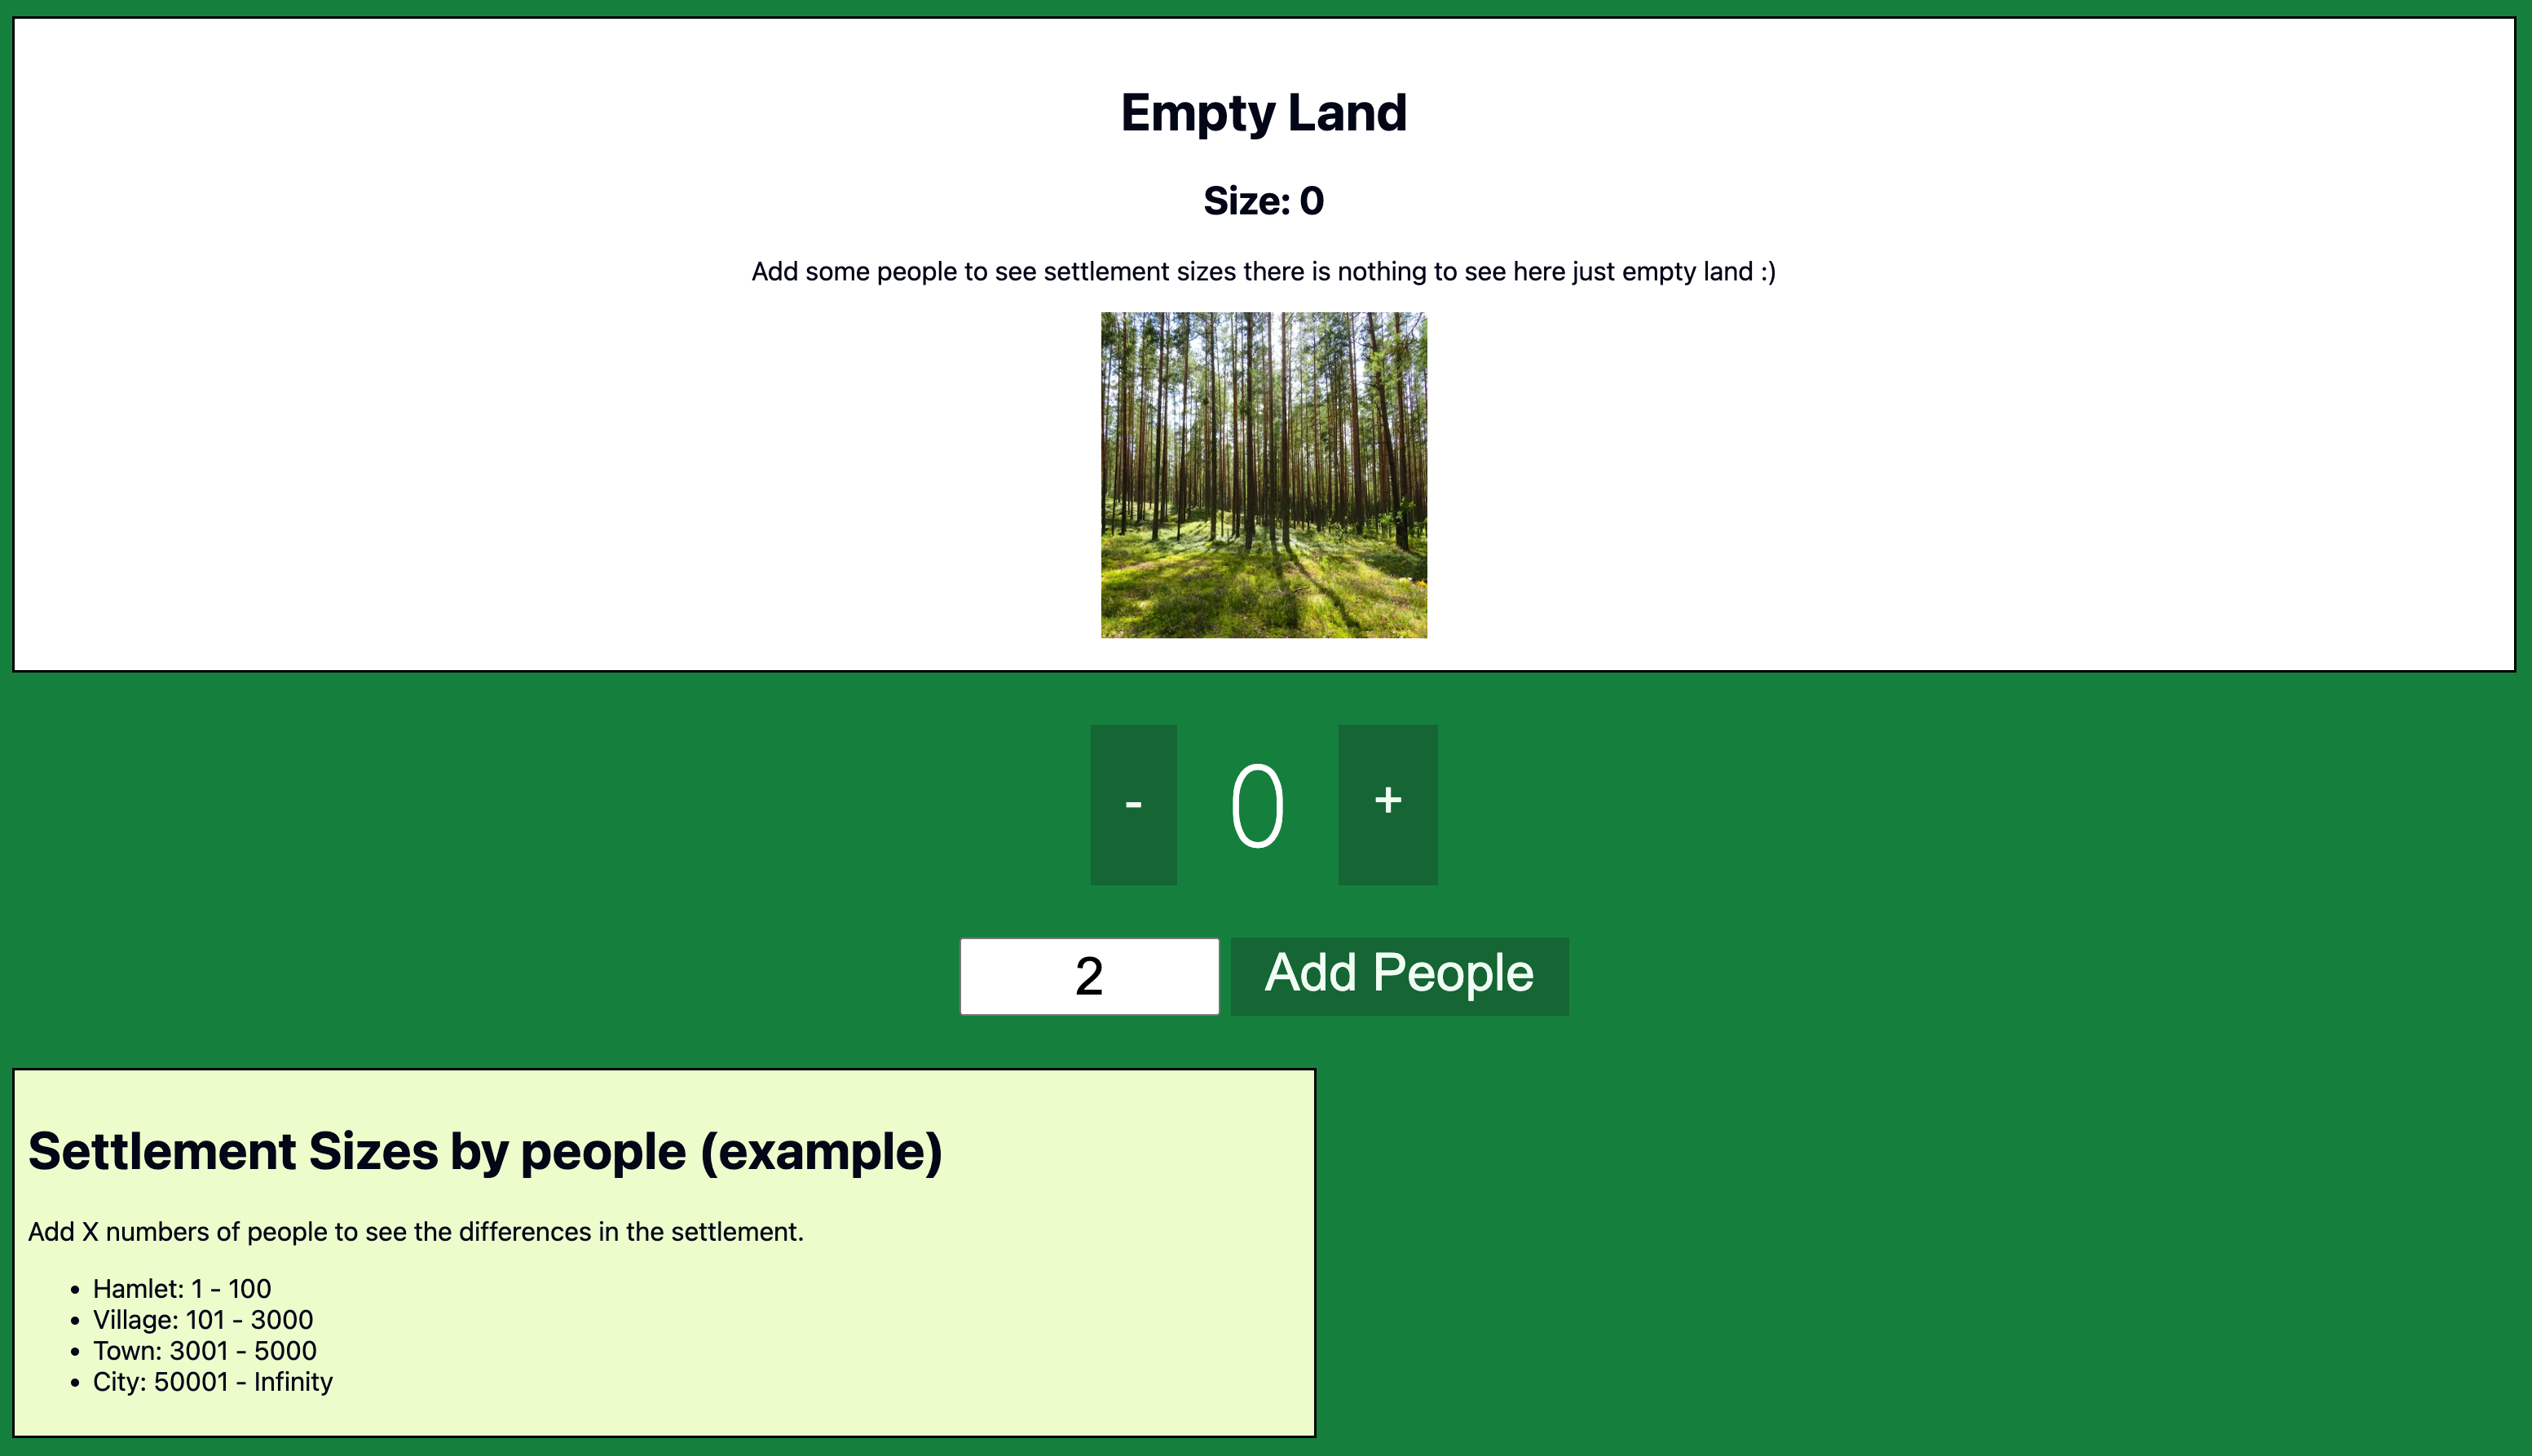 Empty Land
Size: 0
Add some people to see settlement sizes there is nothing to see here just empty land :)
- 0 +
2 Add People
Settlement Sizes by people (example)
Add X numbers of people to see the differences in the settlement.
• Hamlet: 1 - 100
• Village: 101 - 3000
• Town: 3001 - 5000
• City: 50001 - Infinity